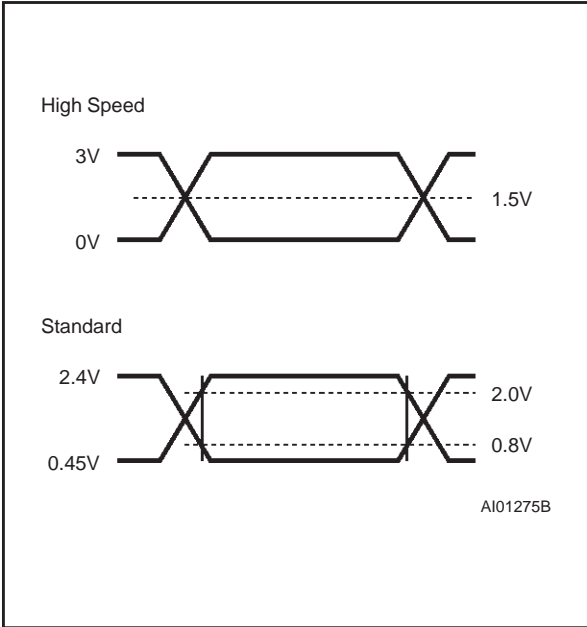 High Speed
3V
1.5V
0V
Standard
2.4V
2.0V
0.8V
0.45V
AI01275B